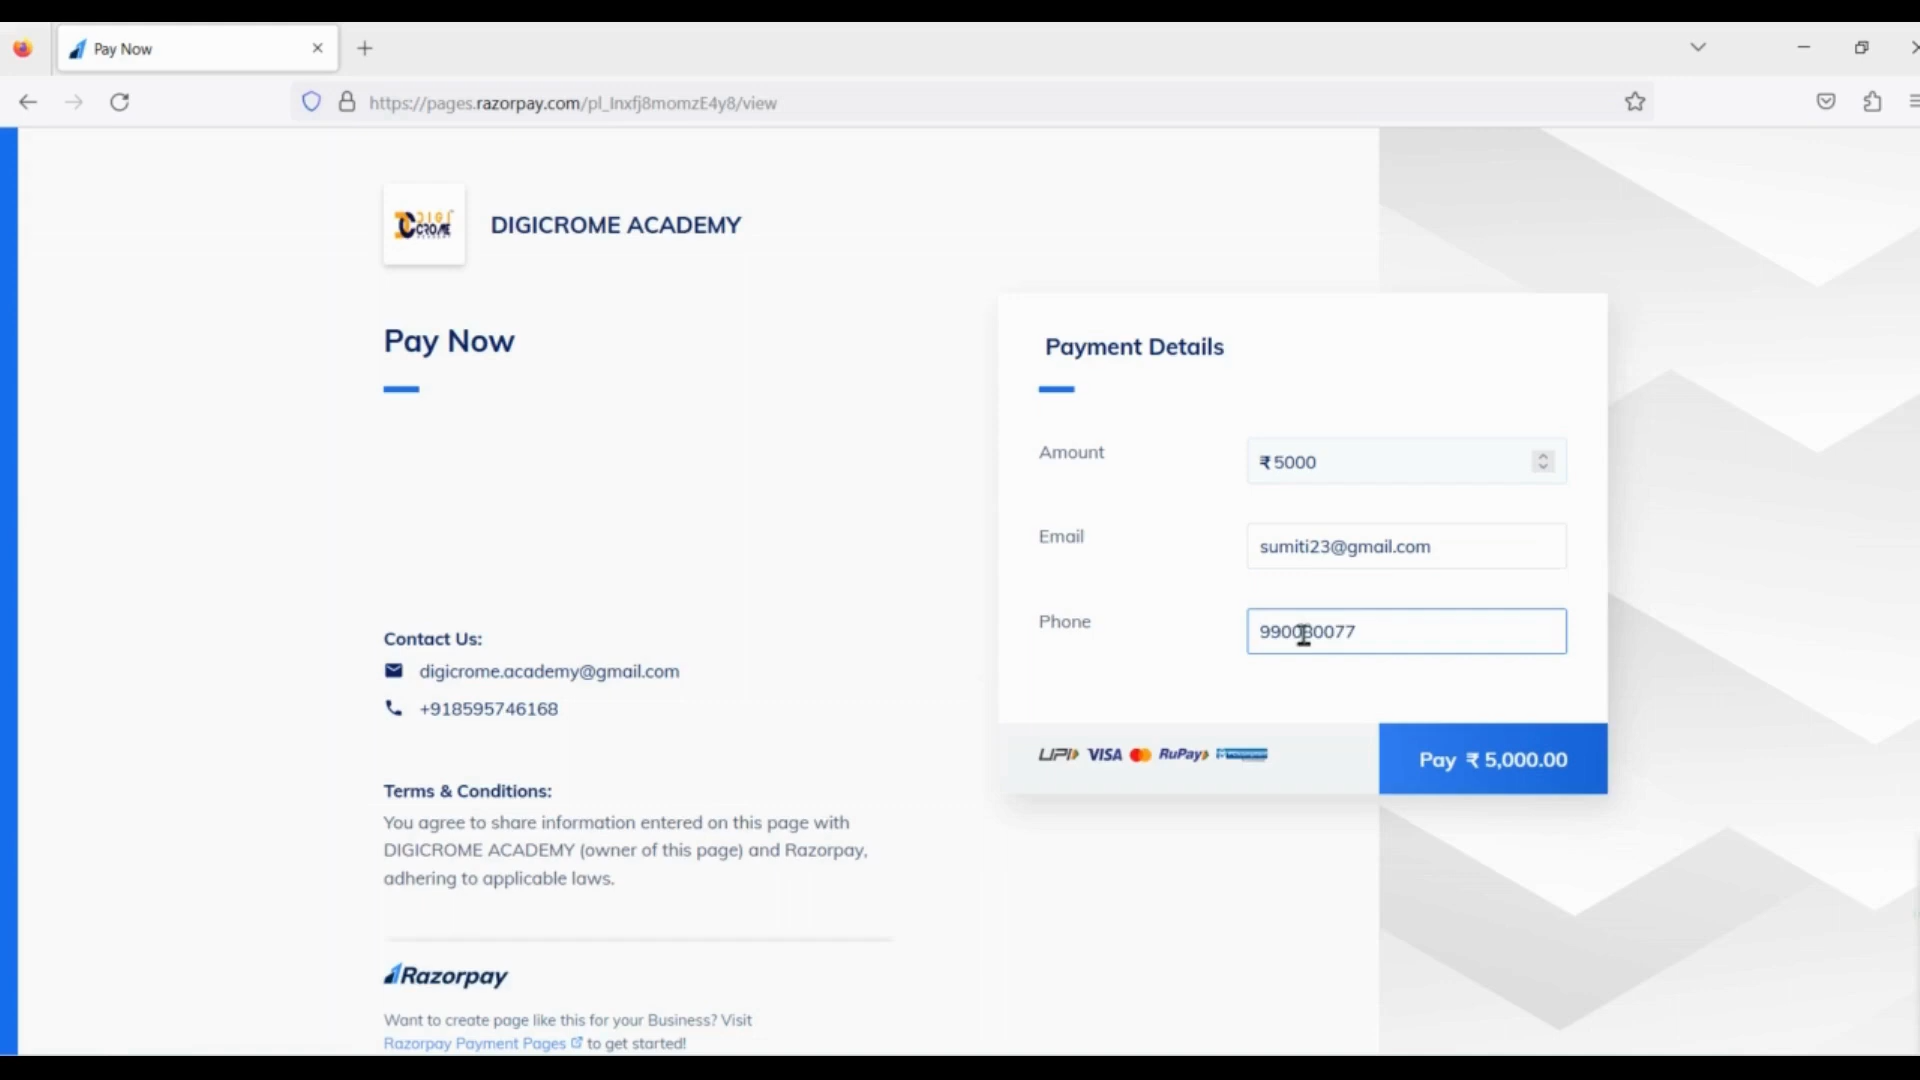 Pay Now
https://pages.razorpay.com/pl_Inxfj8momzE4y8/view
DIGI
CROME
DIGICROME ACADEMY
Pay Now
Payment Details
Amount
₹5000
Email
sumiti23@gmail.com
Phone
990080077
Contact Us:
digicrome.academy@gmail.com
+918595746168
UPI VISA RuPay
Pay ₹ 5,000.00
Terms & Conditions:
You agree to share information entered on this page with
DIGICROME ACADEMY (owner of this page) and Razorpay,
adhering to applicable laws.
Razorpay
Want to create page like this for your Business? Visit
Razorpay Payment Pages to get started!